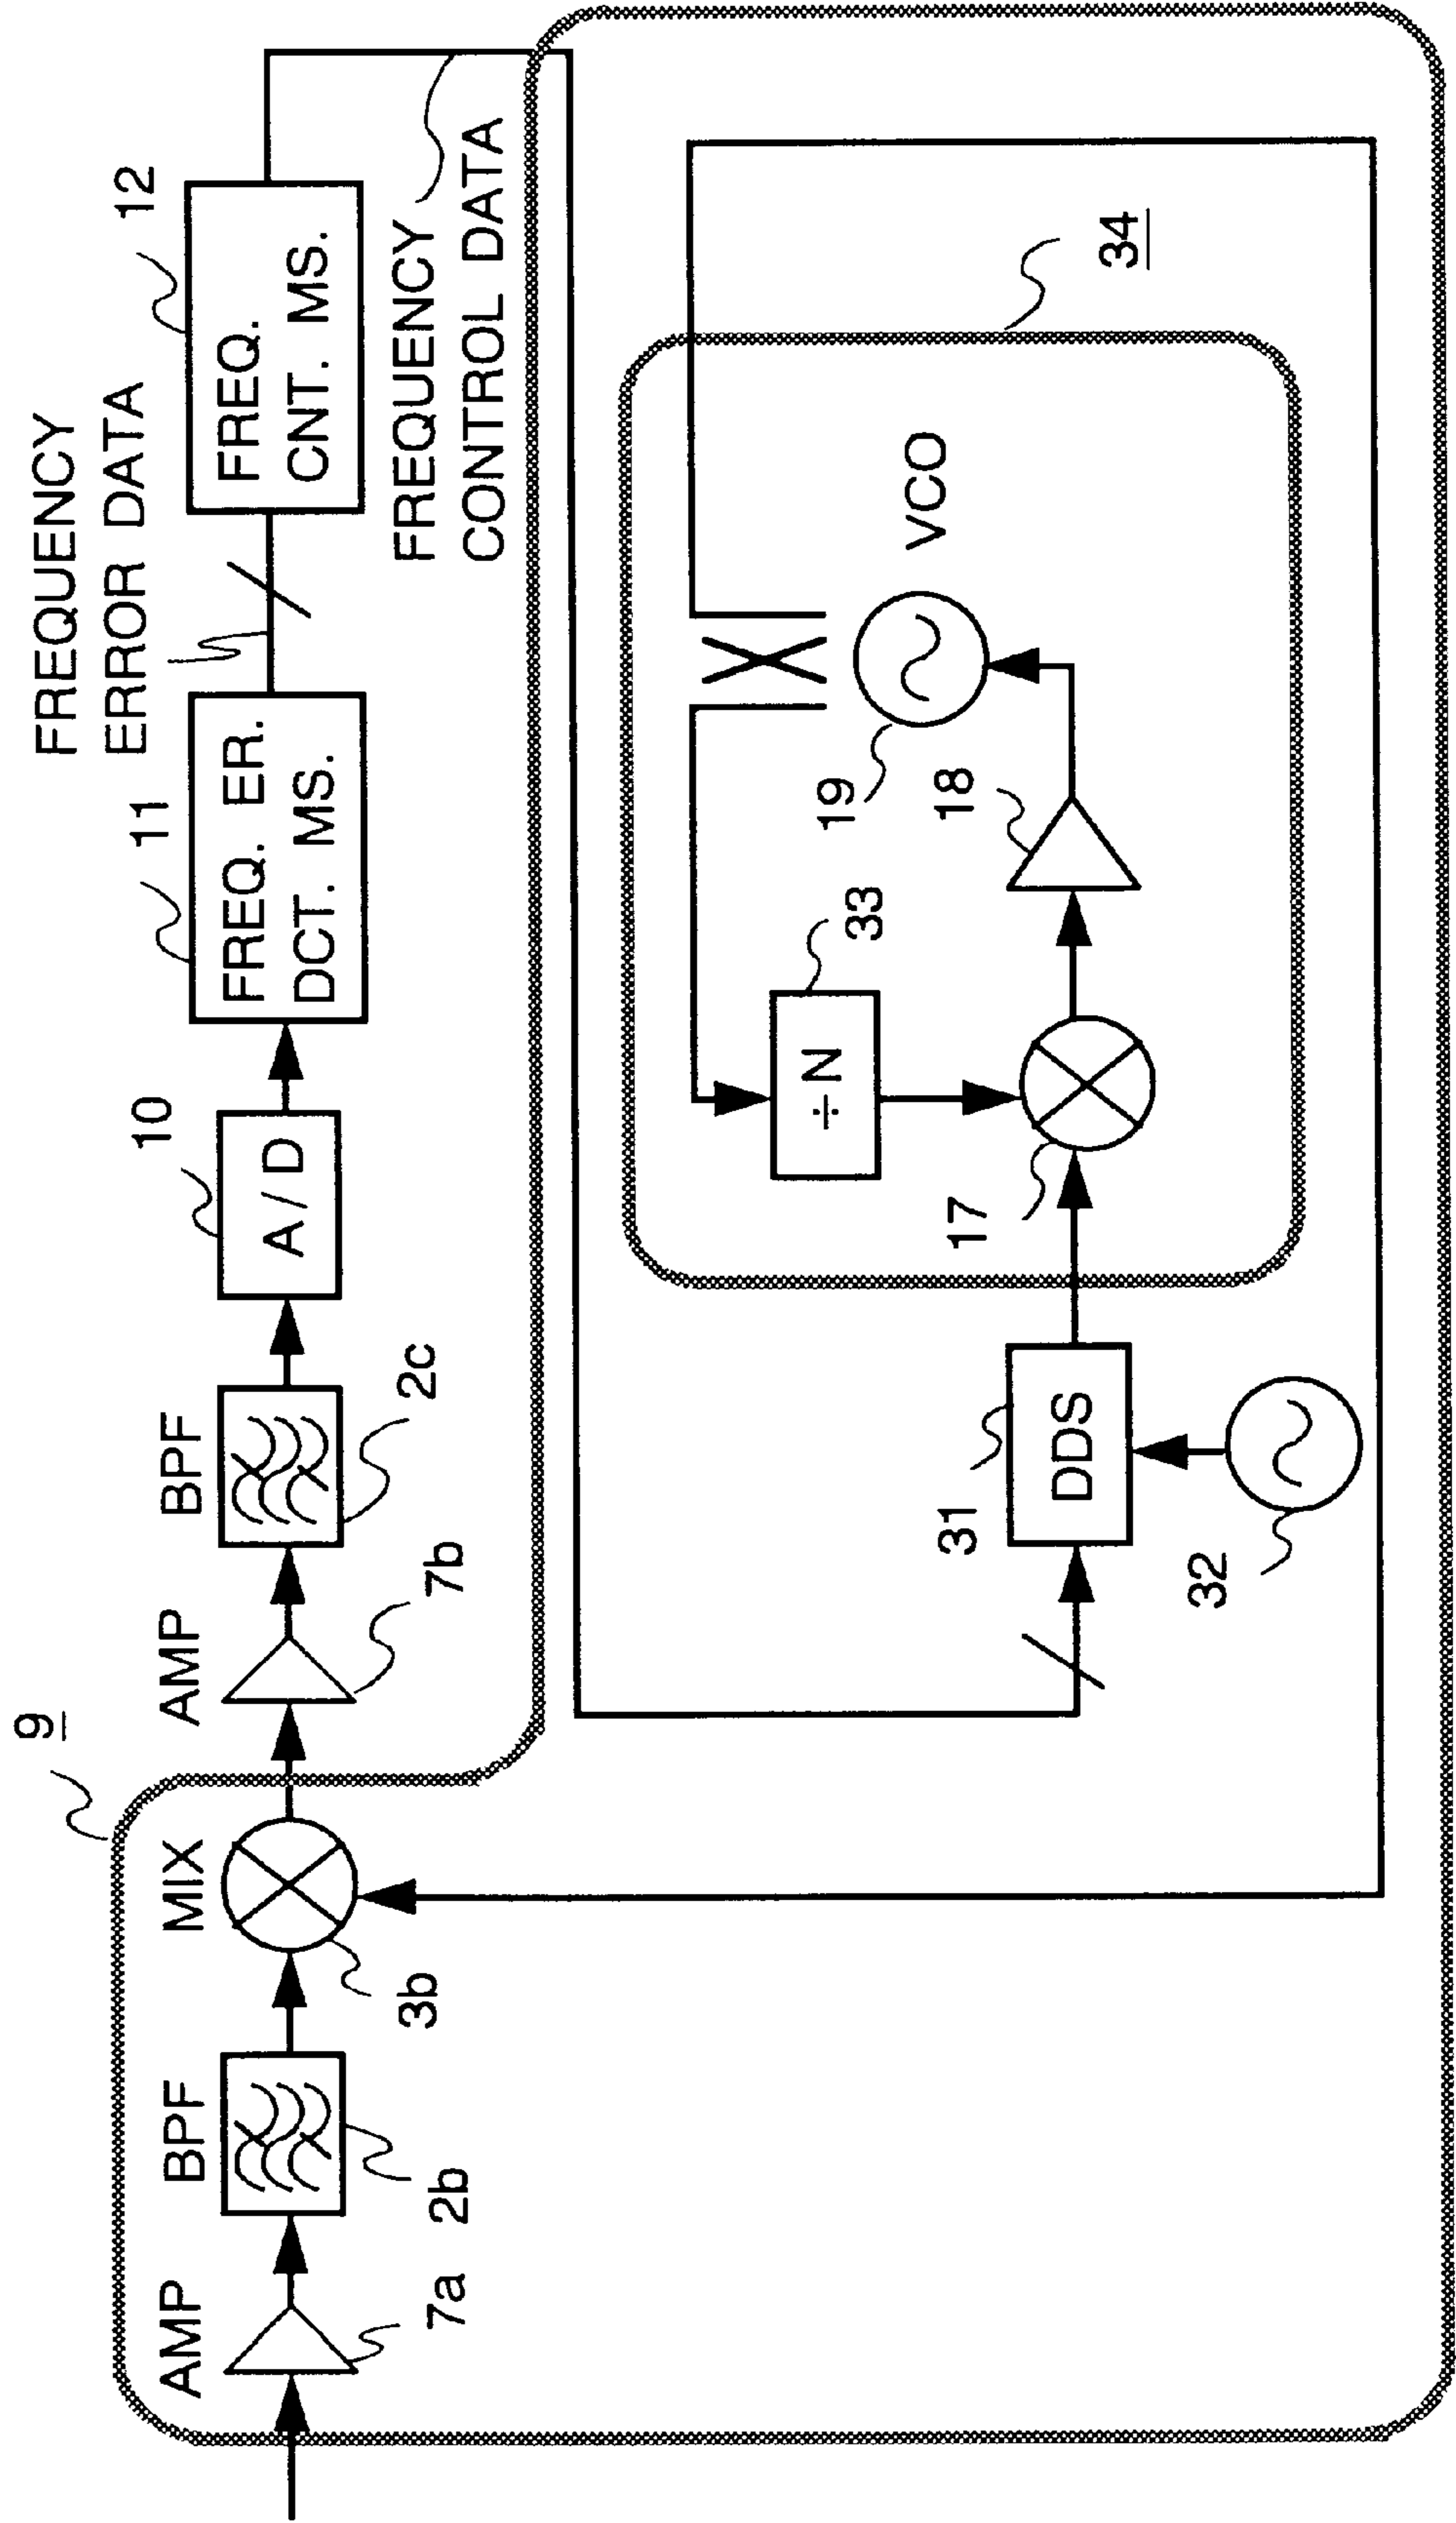 9
AMP
7a
BPF
2b
MIX
3b
AMP
7b
BPF
2c
10
A/D
11
FREQ. ER.
DCT. MS.
FREQUENCY
ERROR DATA
12
FREQ.
CNT. MS.
FREQUENCY
CONTROL DATA
31
DDS
32
17
33
÷N
18
19
VCO
34